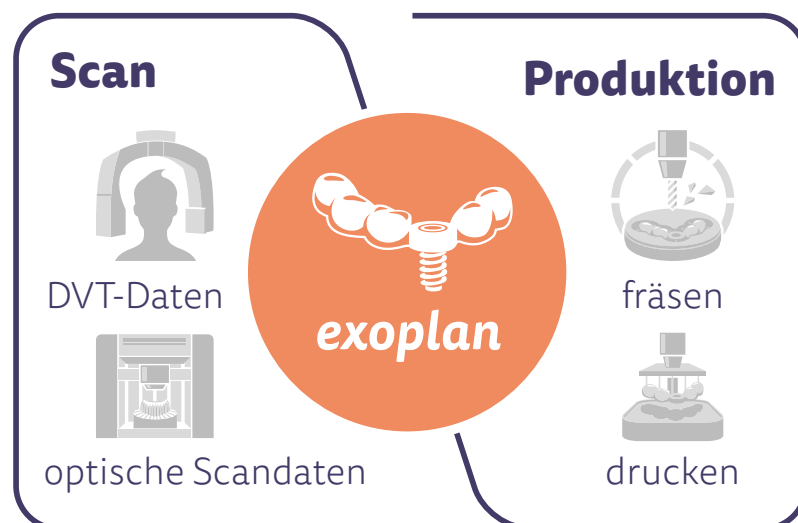 Scan
DVT-Daten
optische Scandaten
exoplan
Produktion
fräsen
drucken